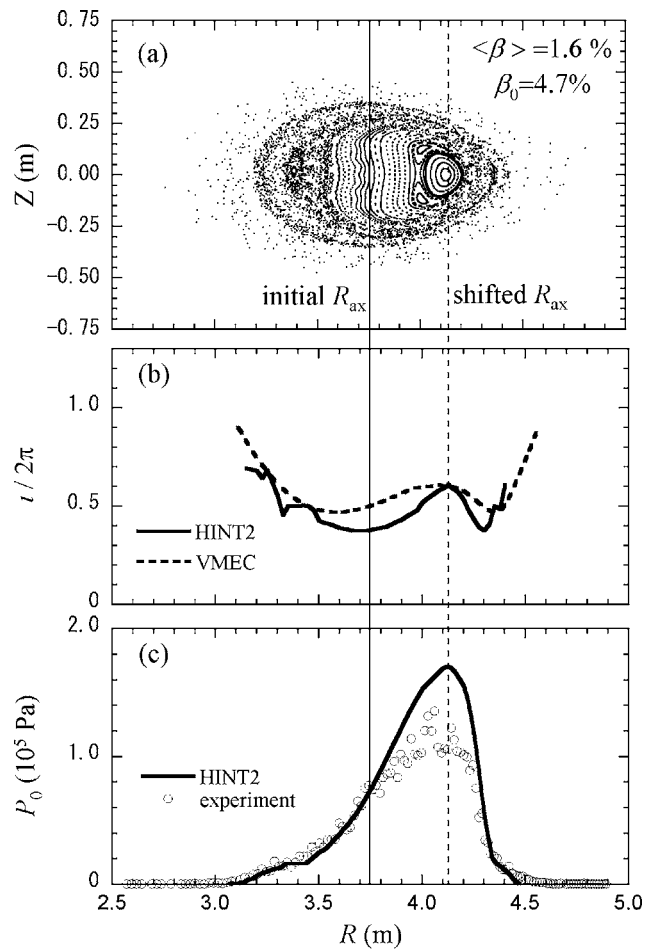 0.75
0.50
0.25
0.00
-0.25
-0.50
-0.75
Z (m)
(a)
<β> =1.6 %
β0=4.7%
initial Rax
shifted Rax
(b)
1.0
0.5
0
ι / 2π
HINT2
VMEC
(c)
2.0
1.0
0
P0 (10⁵ Pa)
HINT2
experiment
2.5 3.0 3.5 4.0 4.5 5.0
R (m)